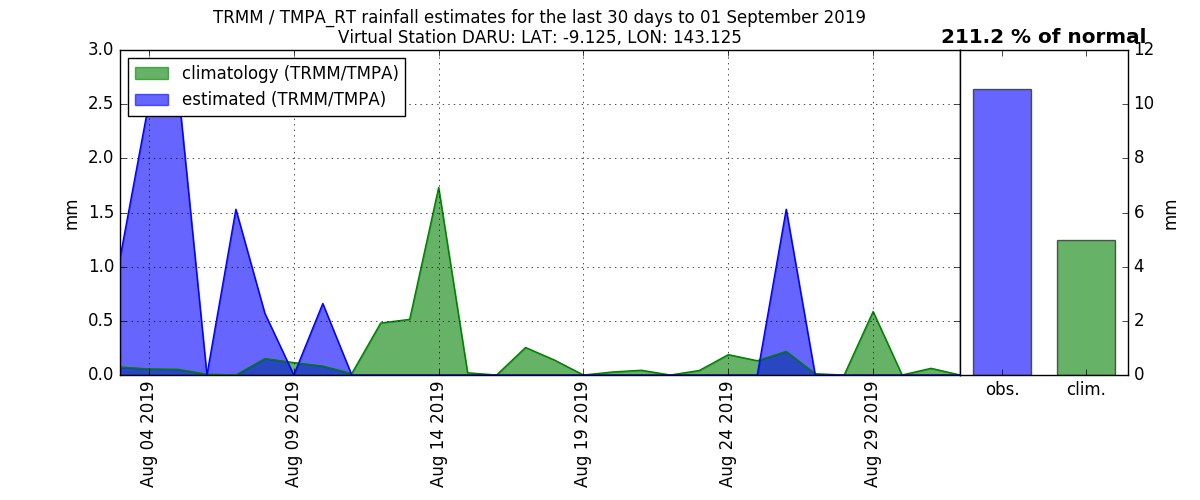 TRMM / TMPA_RT rainfall estimates for the last 30 days to 01 September 2019
Virtual Station DARU: LAT: -9.125, LON: 143.125
211.2 % of normal
climatology (TRMM/TMPA)
estimated (TRMM/TMPA)
3.0
2.5
2.0
1.5
1.0
0.5
0.0
mm
Aug 04 2019
Aug 09 2019
Aug 14 2019
Aug 19 2019
Aug 24 2019
Aug 29 2019
12
10
8
6
4
2
0
mm
obs.
clim.